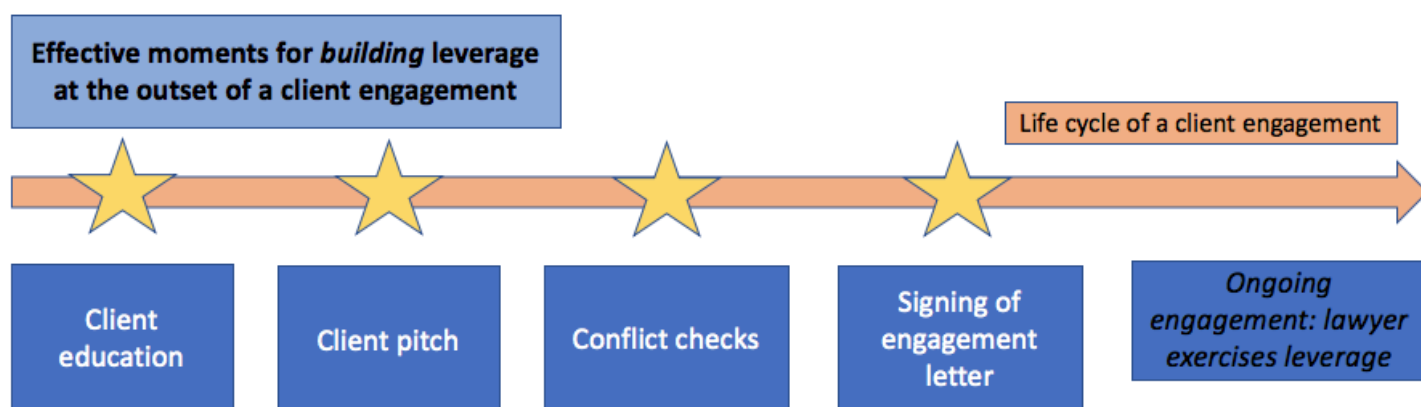 Effective moments for building leverage
at the outset of a client engagement
Life cycle of a client engagement
Client
education
Client pitch
Conflict checks
Signing of
engagement
letter
Ongoing
engagement: lawyer
exercises leverage